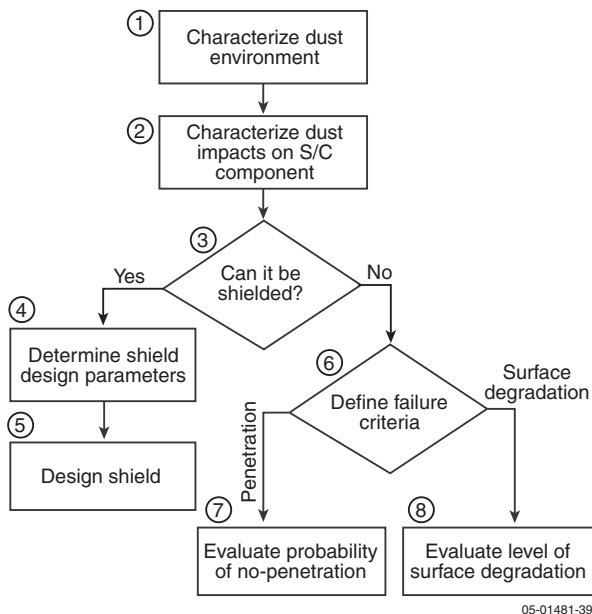 1
Characterize dust
environment
2
Characterize dust
impacts on S/C
component
3
Can it be
shielded?
Yes
No
4
Determine shield
design parameters
5
Design shield
6
Define failure
criteria
Penetration
Surface
degradation
7
Evaluate probability
of no-penetration
8
Evaluate level of
surface degradation
05-01481-39